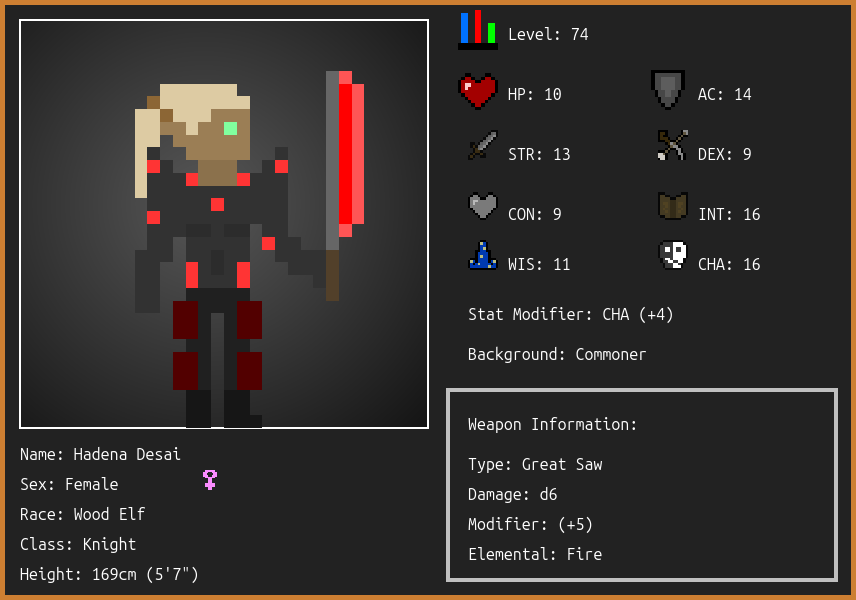 Level: 74
HP: 10
AC: 14
STR: 13
DEX: 9
CON: 9
INT: 16
WIS: 11
CHA: 16
Stat Modifier: CHA (+4)
Background: Commoner
Weapon Information:
Type: Great Saw
Damage: d6
Modifier: (+5)
Elemental: Fire
Name: Hadena Desai
Sex: Female
Race: Wood Elf
Class: Knight
Height: 169cm (5'7")